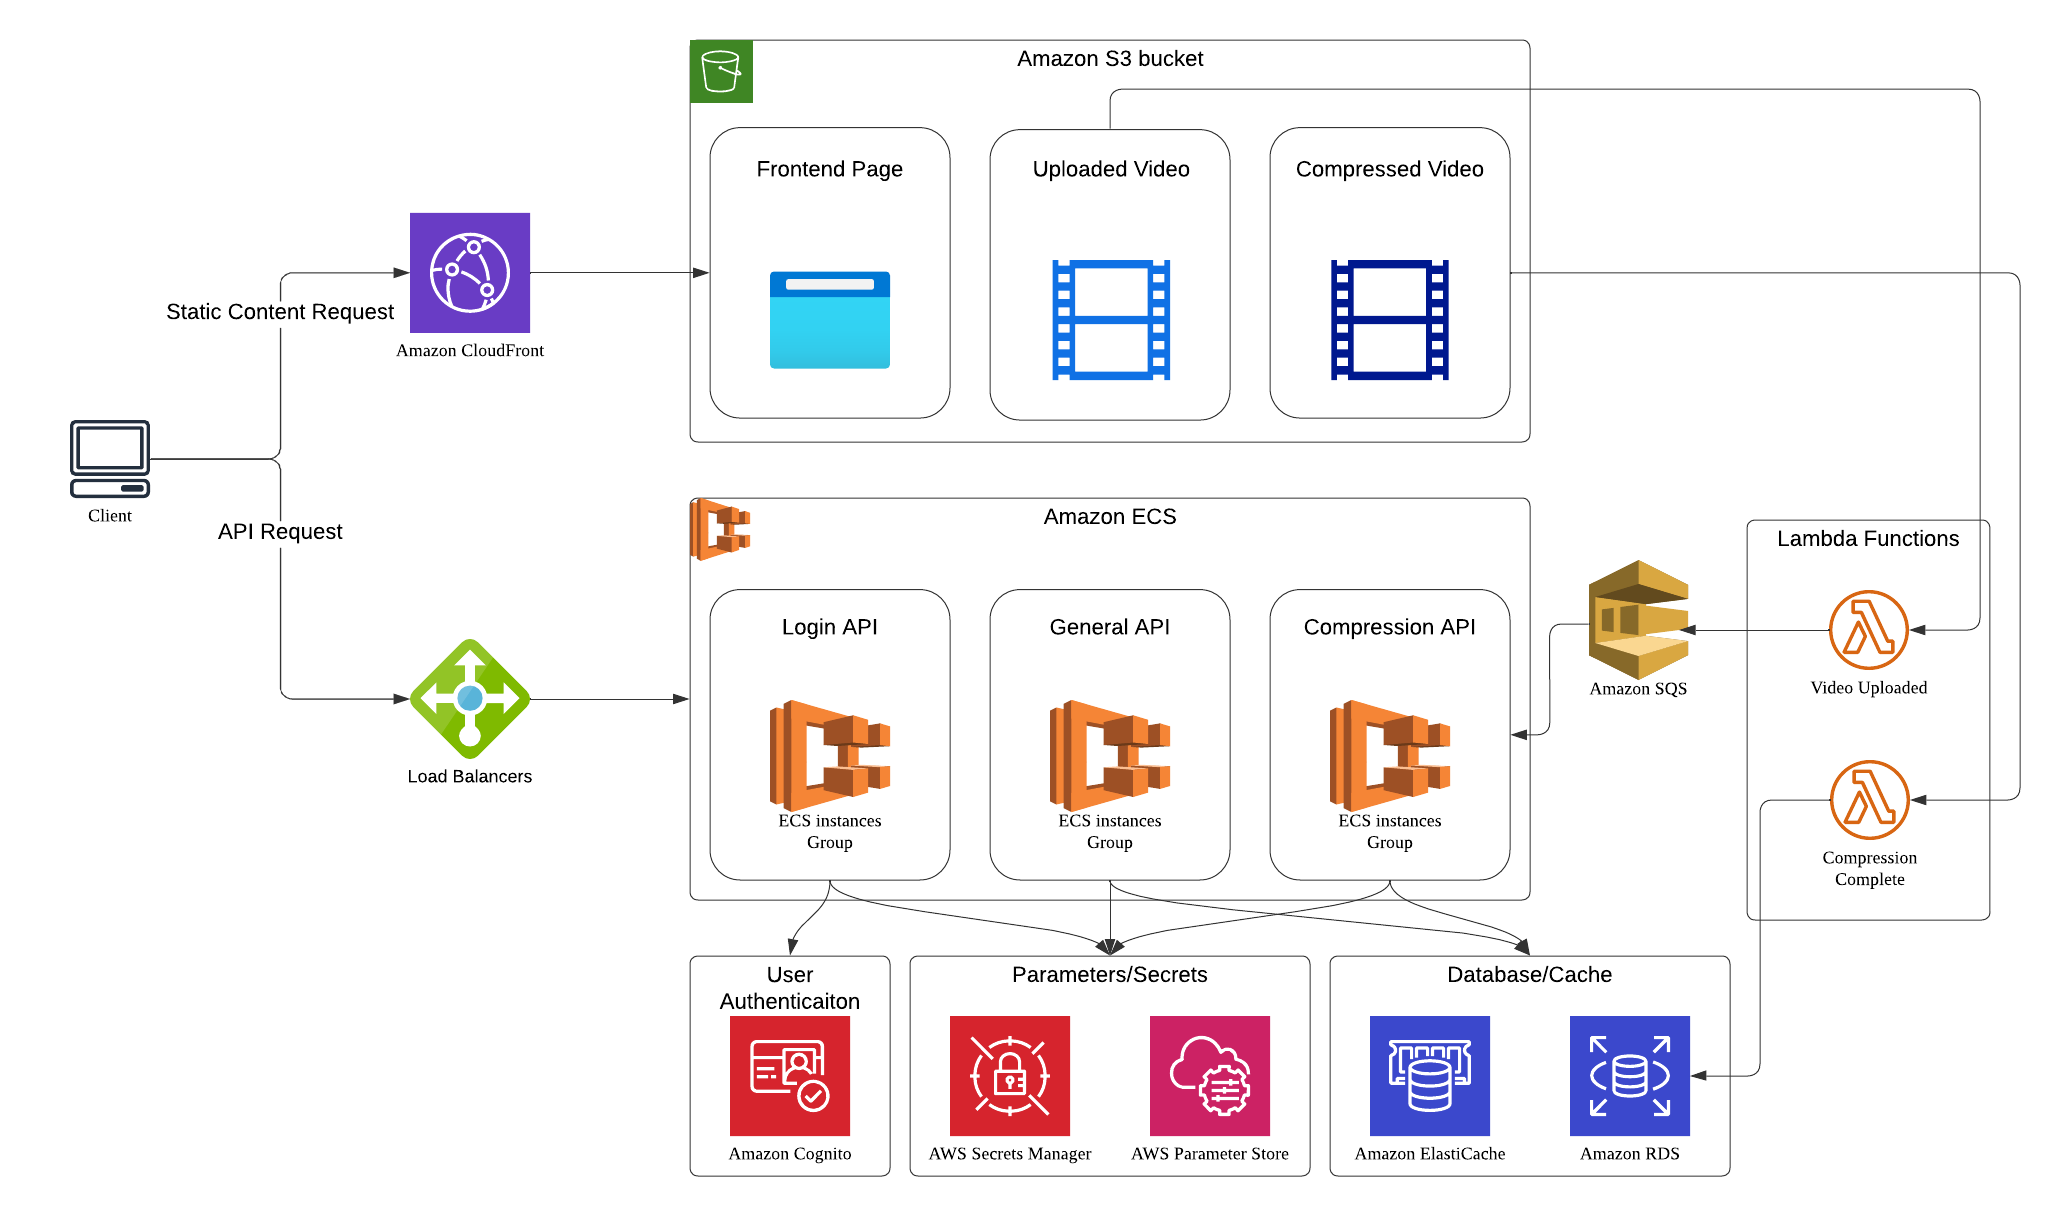 Amazon S3 bucket
Frontend Page
Uploaded Video
Compressed Video
Static Content Request
Amazon CloudFront
Client
API Request
Load Balancers
Amazon ECS
Login API
General API
Compression API
ECS instances
Group
ECS instances
Group
ECS instances
Group
Amazon SQS
Lambda Functions
Video Uploaded
Compression
Complete
User
Authenticaiton
Amazon Cognito
Parameters/Secrets
AWS Secrets Manager
AWS Parameter Store
Database/Cache
Amazon ElastiCache
Amazon RDS